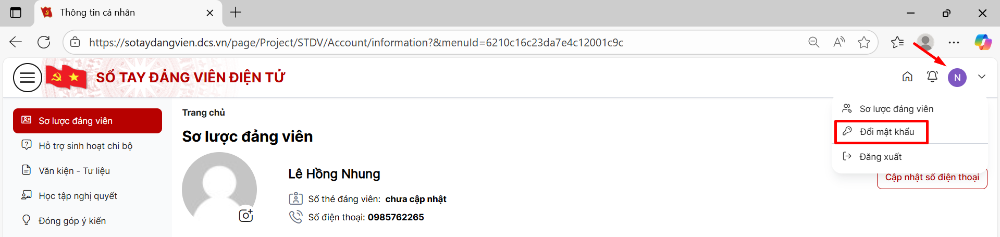 Thông tin cá nhân
https://sotaydangvien.dcs.vn/page/Project/STDV/Account/information?&menuId=6210c16c23da7e4c12001c9c
SỔ TAY ĐẢNG VIÊN ĐIỆN TỬ
N
Sơ lược đảng viên
Hỗ trợ sinh hoạt chi bộ
Văn kiện - Tư liệu
Học tập nghị quyết
Đóng góp ý kiến
Trang chủ
Sơ lược đảng viên
Lê Hồng Nhung
Số thẻ đảng viên: chưa cập nhật
Số điện thoại: 0985762265
Sơ lược đảng viên
Đổi mật khẩu
Đăng xuất
Cập nhật số điện thoại